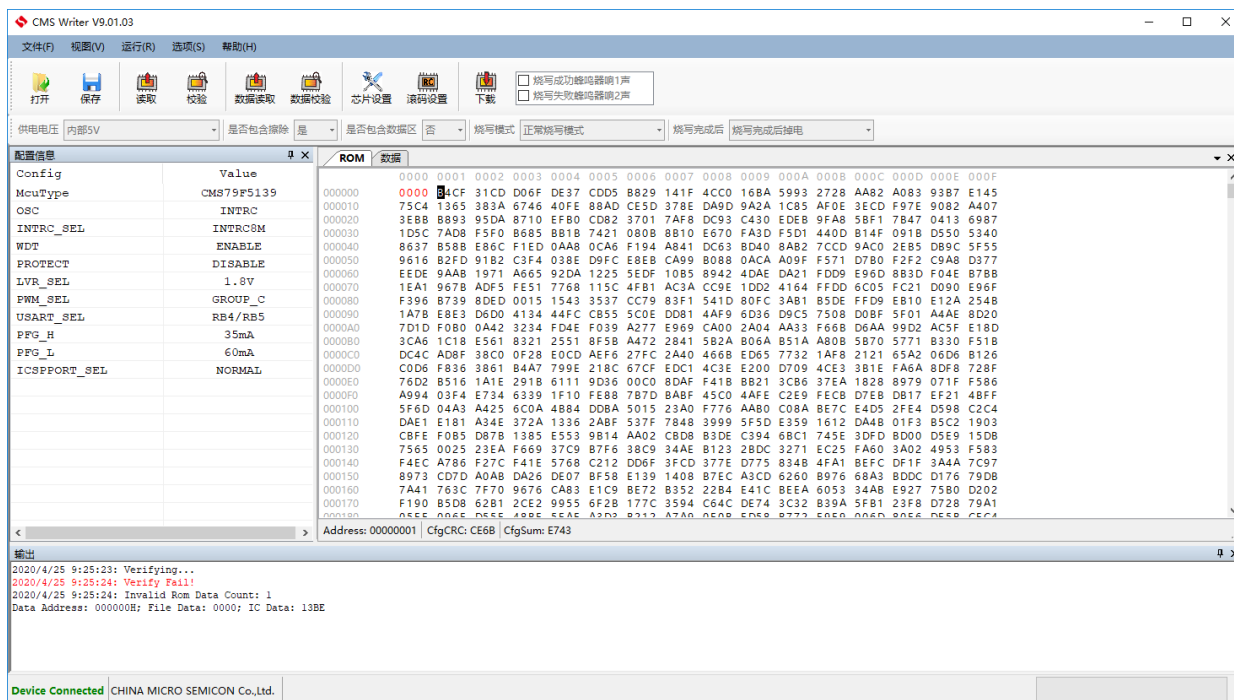 CMS Writer V9.01.03
文件(F) 视图(V) 运行(R) 选项(S) 帮助(H)
打开 保存 读取 校验 数据读取 数据校验 芯片设置 滚码设置 下载
烧写成功蜂鸣器响1声
烧写失败蜂鸣器响2声
供电电压 内部5V 是否包含擦除 是 是否包含数据区 否 烧写模式 正常烧写模式 烧写完成后 烧写完成后掉电
配置信息
Config Value
McuType CMS79F5139
OSC INTRC
INTRC_SEL INTRC8M
WDT ENABLE
PROTECT DISABLE
LVR_SEL 1.8V
PWM_SEL GROUP_C
USART_SEL RB4/RB5
PFG_H 35mA
PFG_L 60mA
ICSPPORT_SEL NORMAL
ROM 数据
0000 0001 0002 0003 0004 0005 0006 0007 0008 0009 000A 000B 000C 000D 000E 000F
000000 0000 B4CF 31CD D06F DE37 CDD5 B829 141F 4CC0 16BA 5993 2728 AA82 A083 93B7 E145
000010 75C4 1365 383A 6746 40FE 88AD CE5D 378E DA9D 9A2A 1C85 AF0E 3ECD F97E 9082 A407
000020 3EBB B893 95DA 8710 EFB0 CD82 3701 7AF8 DC93 C430 EDEB 9FA8 5BF1 7B47 0413 6987
000030 1D5C 7AD8 F5F0 B685 BB1B 7421 080B 8B10 E670 FA3D F5D1 440D B14F 091B D550 5340
000040 8637 B58B E86C F1ED 0AA8 0CA6 F194 A841 DC63 BD40 8AB2 7CCD 9AC0 2EB5 DB9C 5F55
000050 9616 B2FD 91B2 C3F4 038E D9FC E8EB CA99 B088 0ACA A09F F571 D7B0 F2F2 C9A8 D377
000060 EEDE 9AAB 1971 A665 92DA 1225 5EDF 10B5 8942 4DAE DA21 FDD9 E96D 8B3D F04E B7BB
000070 1EA1 967B ADF5 FE51 7768 115C 4FB1 AC3A CC9E 1DD2 4164 FFDD 6C05 FC21 D090 E96F
000080 F396 B739 8DED 0015 1543 3537 CC79 83F1 541D 80FC 3AB1 B5DE FFD9 EB10 E12A 254B
000090 1A7B E8E3 D6D0 4134 44FC CB55 5C0E DD81 4AF9 6D36 D9C5 7508 D0BF 5F01 A4AE 8D20
0000A0 7D1D F0B0 0A42 3234 FD4E F039 A277 E969 CA00 2A04 AA33 F66B D6AA 99D2 AC5F E18D
0000B0 3CA6 1C18 E561 8321 2551 8F5B A472 2841 5B2A B06A B51A A80B 5B70 5771 B330 F51B
0000C0 DC4C AD8F 38C0 0F28 E0CD AEF6 27FC 2A40 466B ED65 7732 1AF8 2121 65A2 06D6 B126
0000D0 C0D6 F836 3861 B4A7 799E 218C 67CF EDC1 4C3E E200 D709 4CE3 3B1E FA6A 8DF8 728F
0000E0 76D2 B516 1A1E 291B 6111 9D36 00C0 8DAF F41B BB21 3CB6 37EA 1828 8979 071F F586
0000F0 A994 03F4 E734 6339 1F10 FE88 7B7D BABF 45C0 4AFE C2E9 FECB D7EB DB17 EF21 4BFF
000100 5F6D 04A3 A425 6C0A 4B84 DDBA 5015 23A0 F776 AAB0 C08A BE7C E4D5 2FE4 D598 C2C4
000110 DAE1 E181 A34E 372A 1336 2ABF 537F 7848 3999 5F5D E359 1612 DA4B 01F3 B5C2 1903
000120 CBFE F0B5 D87B 1385 E553 9B14 AA02 CBD8 B3DE C394 6BC1 745E 3DFD BD00 D5E9 15DB
000130 7565 0025 23EA F669 37C9 B7F6 38C9 34AE B123 2BDC 3271 EC25 FA60 3A02 4953 F583
000140 F4EC A786 F27C F41E 5768 C212 DD6F 3FCD 377E D775 834B 4FA1 BEFC DF1F 3A4A 7C97
000150 8973 CD7D A0AB DA26 DE07 BF58 E139 1408 B7EC A3CD 6260 B976 68A3 BDDC D176 79DB
000160 7A41 763C 7F70 9676 CA83 E1C9 BE72 B352 22B4 E41C BEEA 6053 34AB E927 75B0 D202
000170 F190 B5D8 62B1 2CE2 9955 6F2B 177C 3594 C64C DE74 3C32 B39A 5FB1 23F8 D728 79A1
Address: 00000001 CfgCRC: CE6B CfgSum: E743
输出
2020/4/25 9:25:23: Verifying...
2020/4/25 9:25:24: Verify Fail!
2020/4/25 9:25:24: Invalid Rom Data Count: 1
Data Address: 000000H; File Data: 0000; IC Data: 13BE
Device Connected CHINA MICRO SEMICON Co.,Ltd.